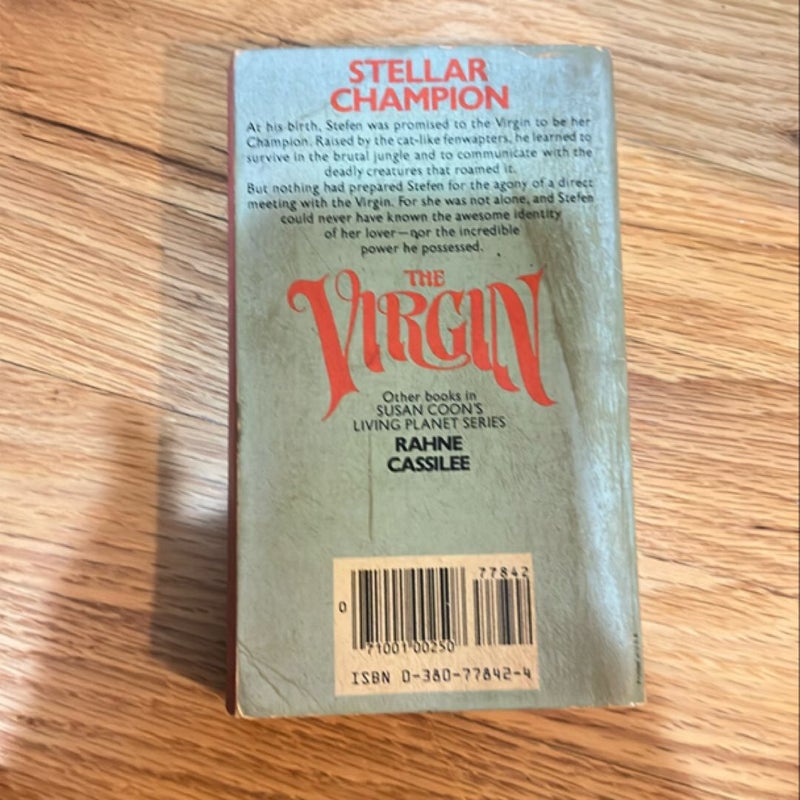 STELLAR
CHAMPION
At his birth, Stefen was promised to the Virgin to be her
Champion. Raised by the cat-like fenwapters, he learned to
survive in the brutal jungle and to communicate with the
deadly creatures that roamed it.
But nothing had prepared Stefen for the agony of a direct
meeting with the Virgin. For she was not alone, and Stefen
could never have known the awesome identity
of her lover—nor the incredible
power he possessed.
THE
VIRGIN
Other books in
SUSAN COON'S
LIVING PLANET SERIES
RAHNE
CASSILEE
77842
0
71001 00250
ISBN 0-380-77842-4